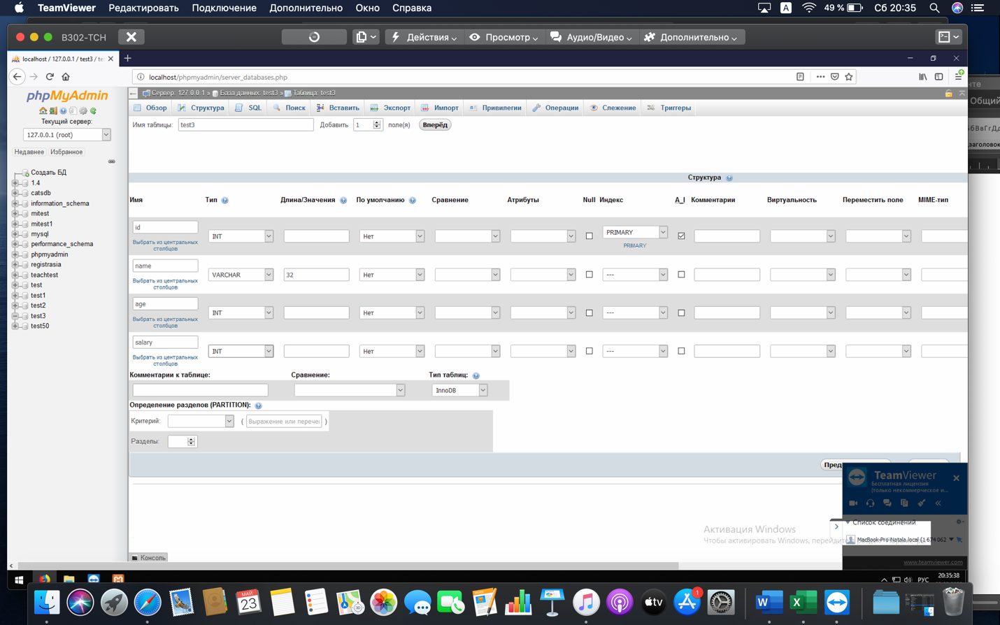 TeamViewer Редактировать Подключение Дополнительно Окно Справка A 49 % Сб 20:35
B302-TCH Действия Просмотр Аудио/Видео Дополнительно
localhost / 127.0.0.1 / test3 / te
localhost/phpmyadmin/server_databases.php
phpMyAdmin
Текущий сервер:
127.0.0.1 (root)
Недавнее Избранное
Создать БД
1.4
catsdb
information_schema
mitest
mitest1
mysql
performance_schema
phpmyadmin
registrasia
teachtest
test
test1
test2
test3
test50
Сервер: 127.0.0.1 » База данных: test3 » Таблица: test3
Обзор Структура SQL Поиск Вставить Экспорт Импорт Привилегии Операции Слежение Триггеры
Имя таблицы: test3 Добавить 1 поле(я) Вперёд
Структура
Имя Тип Длина/Значения По умолчанию Сравнение Атрибуты Null Индекс A_I Комментарии Виртуальность Переместить поле MIME-тип
id INT Нет PRIMARY
Выбрать из центральных столбцов
PRIMARY
name VARCHAR 32 Нет ---
Выбрать из центральных столбцов
age INT Нет ---
Выбрать из центральных столбцов
salary INT Нет ---
Выбрать из центральных столбцов
Комментарии к таблице: Сравнение: Тип таблиц:
InnoDB
Определение разделов (PARTITION):
Критерий: ( Выражение или перече )
Разделы:
Пред
Консоль
Активация Windows
Чтобы активировать Windows, перейдите
TeamViewer
Бесплатная лицензия
(только некоммерческое и...
Список соединений
MacBook-Pro-Natala.local (1 674 062
www.teamviewer.com
РУС 20:35:38
нте
Общий
бВвГгДд
заголовок
МАЙ
23
3D
tv
1
W
X